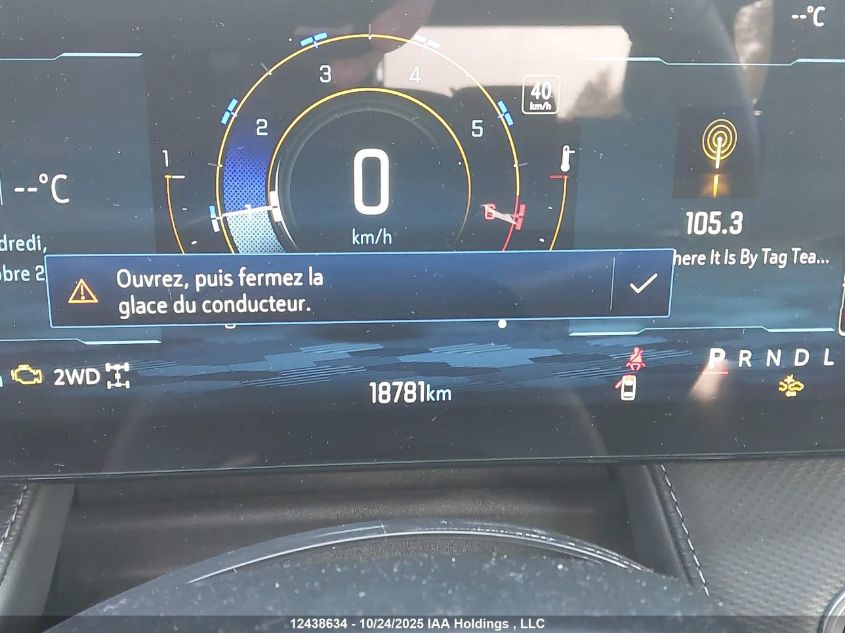 --°C
40
km/h
3
4
2
5
1
--°C
0
km/h
105.3
here It Is By Tag Tea...
dredi,
obre 2
Ouvrez, puis fermez la
glace du conducteur.
2WD
18781km
P R N D L
12438634 - 10/24/2025 IAA Holdings , LLC